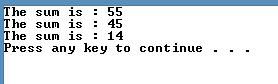 The sum is : 55
The sum is : 45
The sum is : 14
Press any key to continue . . .